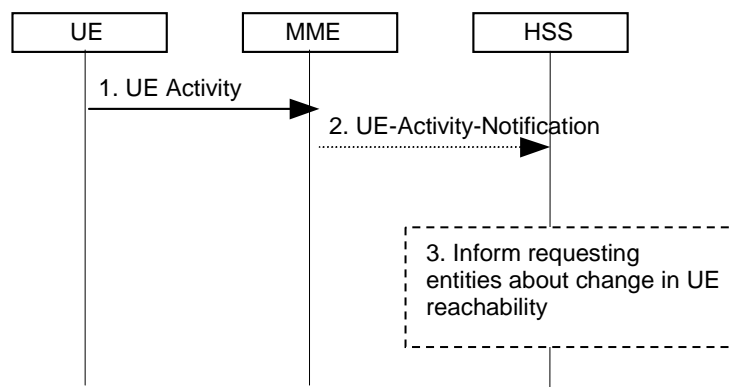 UE
MME
HSS
1. UE Activity
2. UE-Activity-Notification
3. Inform requesting
entities about change in UE
reachability